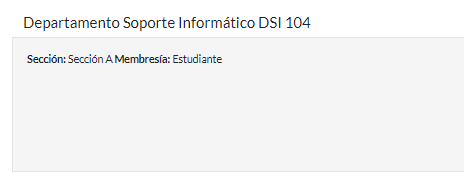 Departamento Soporte Informático DSI 104
Sección: Sección A Membresía: Estudiante